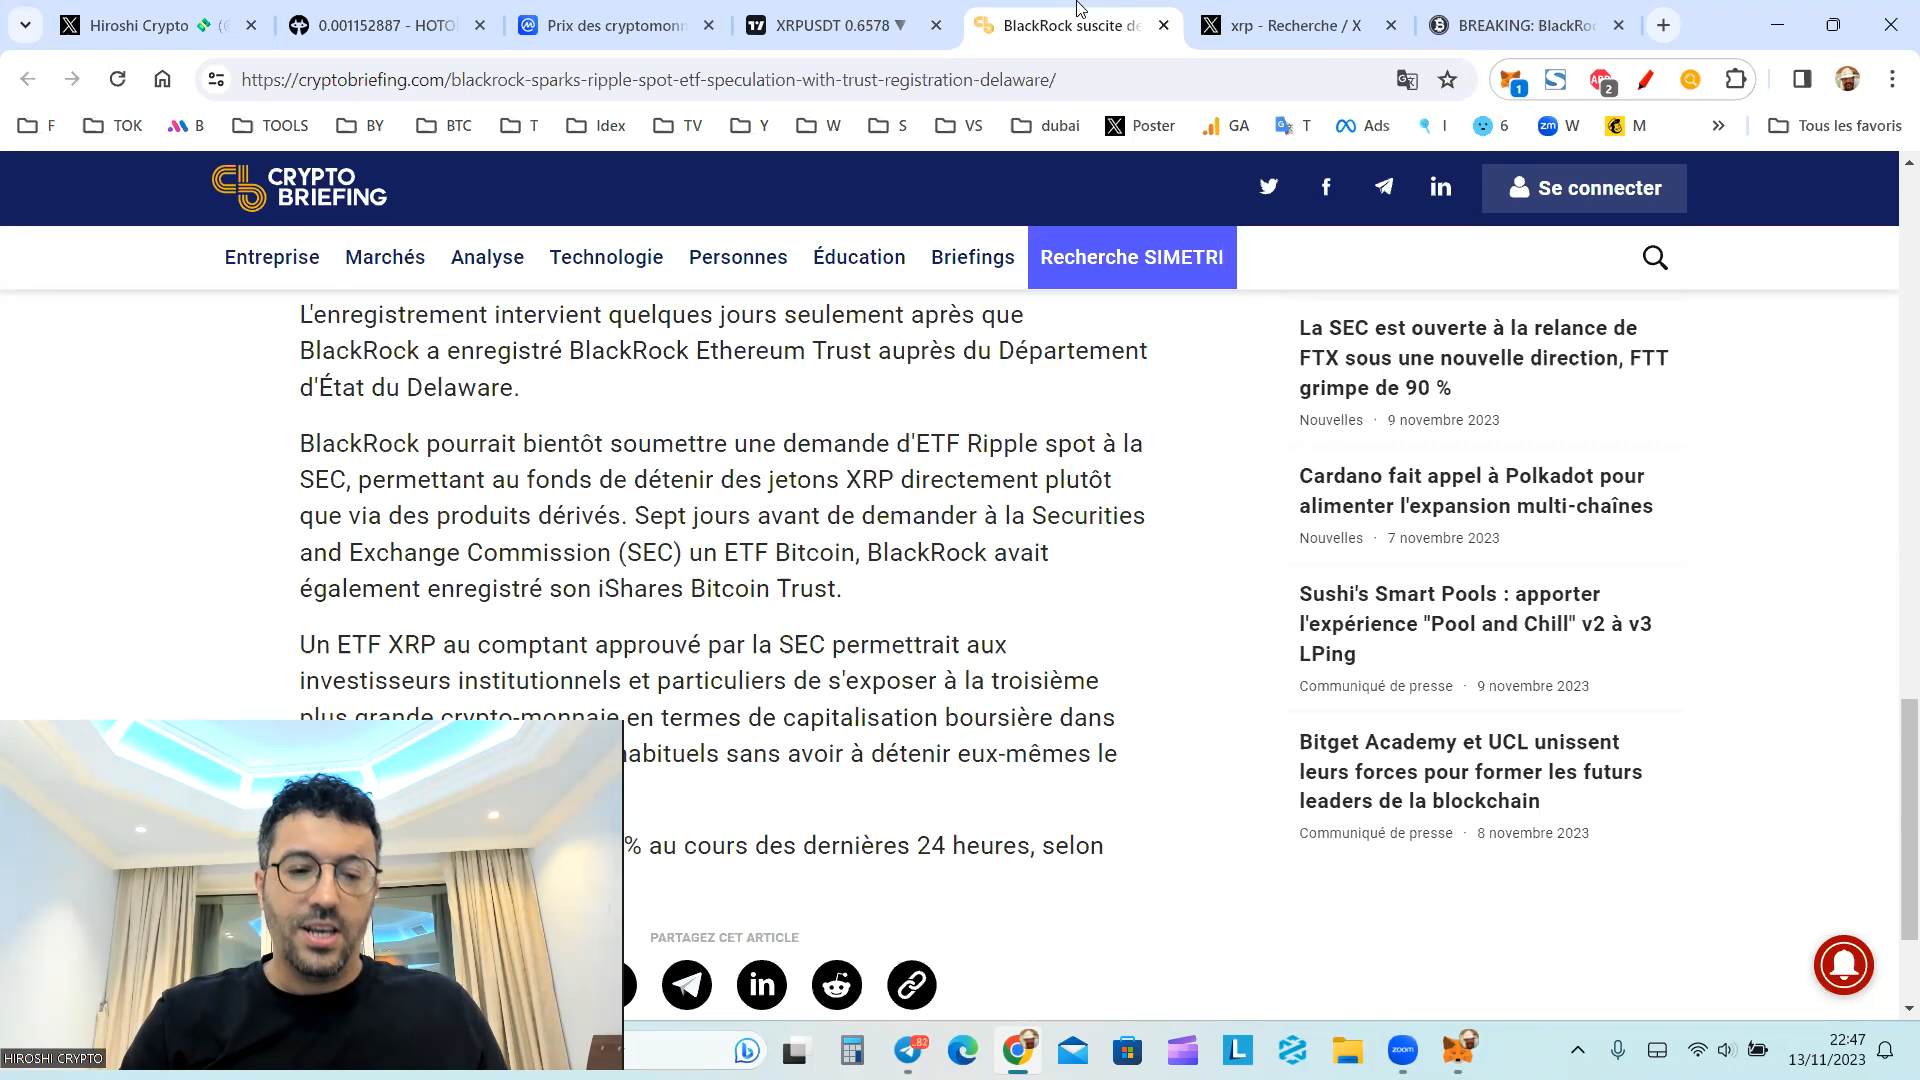 Hiroshi Crypto
0.001152887 - HOTO
Prix des cryptomonn
XRPUSDT 0.6578 ▼
BlackRock suscite de
xrp - Recherche / X
BREAKING: BlackRo
https://cryptobriefing.com/blackrock-sparks-ripple-spot-etf-speculation-with-trust-registration-delaware/
1
2
F
TOK
B
TOOLS
BY
BTC
T
Idex
TV
Y
W
S
VS
dubai
Poster
GA
T
Ads
I
6
zm
W
M
»
Tous les favoris
CRYPTO
BRIEFING
Se connecter
Entreprise
Marchés
Analyse
Technologie
Personnes
Éducation
Briefings
Recherche SIMETRI
L'enregistrement intervient quelques jours seulement après que
BlackRock a enregistré BlackRock Ethereum Trust auprès du Département
d'État du Delaware.
BlackRock pourrait bientôt soumettre une demande d'ETF Ripple spot à la
SEC, permettant au fonds de détenir des jetons XRP directement plutôt
que via des produits dérivés. Sept jours avant de demander à la Securities
and Exchange Commission (SEC) un ETF Bitcoin, BlackRock avait
également enregistré son iShares Bitcoin Trust.
Un ETF XRP au comptant approuvé par la SEC permettrait aux
investisseurs institutionnels et particuliers de s'exposer à la troisième
plus grande crypto-monnaie en termes de capitalisation boursière dans
habituels sans avoir à détenir eux-mêmes le
% au cours des dernières 24 heures, selon
PARTAGEZ CET ARTICLE
La SEC est ouverte à la relance de
FTX sous une nouvelle direction, FTT
grimpe de 90 %
Nouvelles · 9 novembre 2023
Cardano fait appel à Polkadot pour
alimenter l'expansion multi-chaînes
Nouvelles · 7 novembre 2023
Sushi's Smart Pools : apporter
l'expérience "Pool and Chill" v2 à v3
LPing
Communiqué de presse · 9 novembre 2023
Bitget Academy et UCL unissent
leurs forces pour former les futurs
leaders de la blockchain
Communiqué de presse · 8 novembre 2023
HIROSHI CRYPTO
82
L
zoom
22:47
13/11/2023